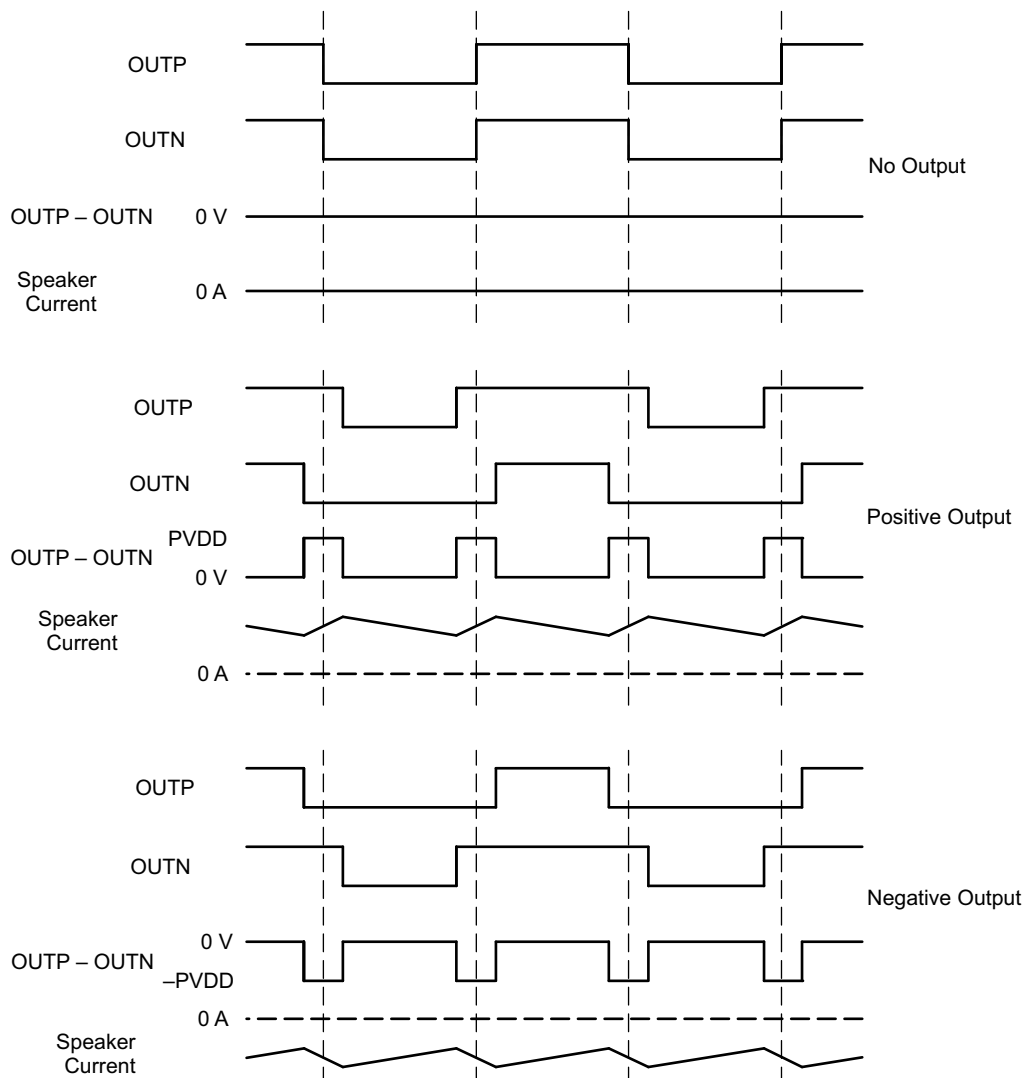 OUTP
OUTN
No Output
OUTP – OUTN 0 V
Speaker
Current
0 A
OUTP
OUTN
Positive Output
PVDD
OUTP – OUTN
0 V
Speaker
Current
0 A
OUTP
OUTN
Negative Output
0 V
OUTP – OUTN
–PVDD
0 A
Speaker
Current